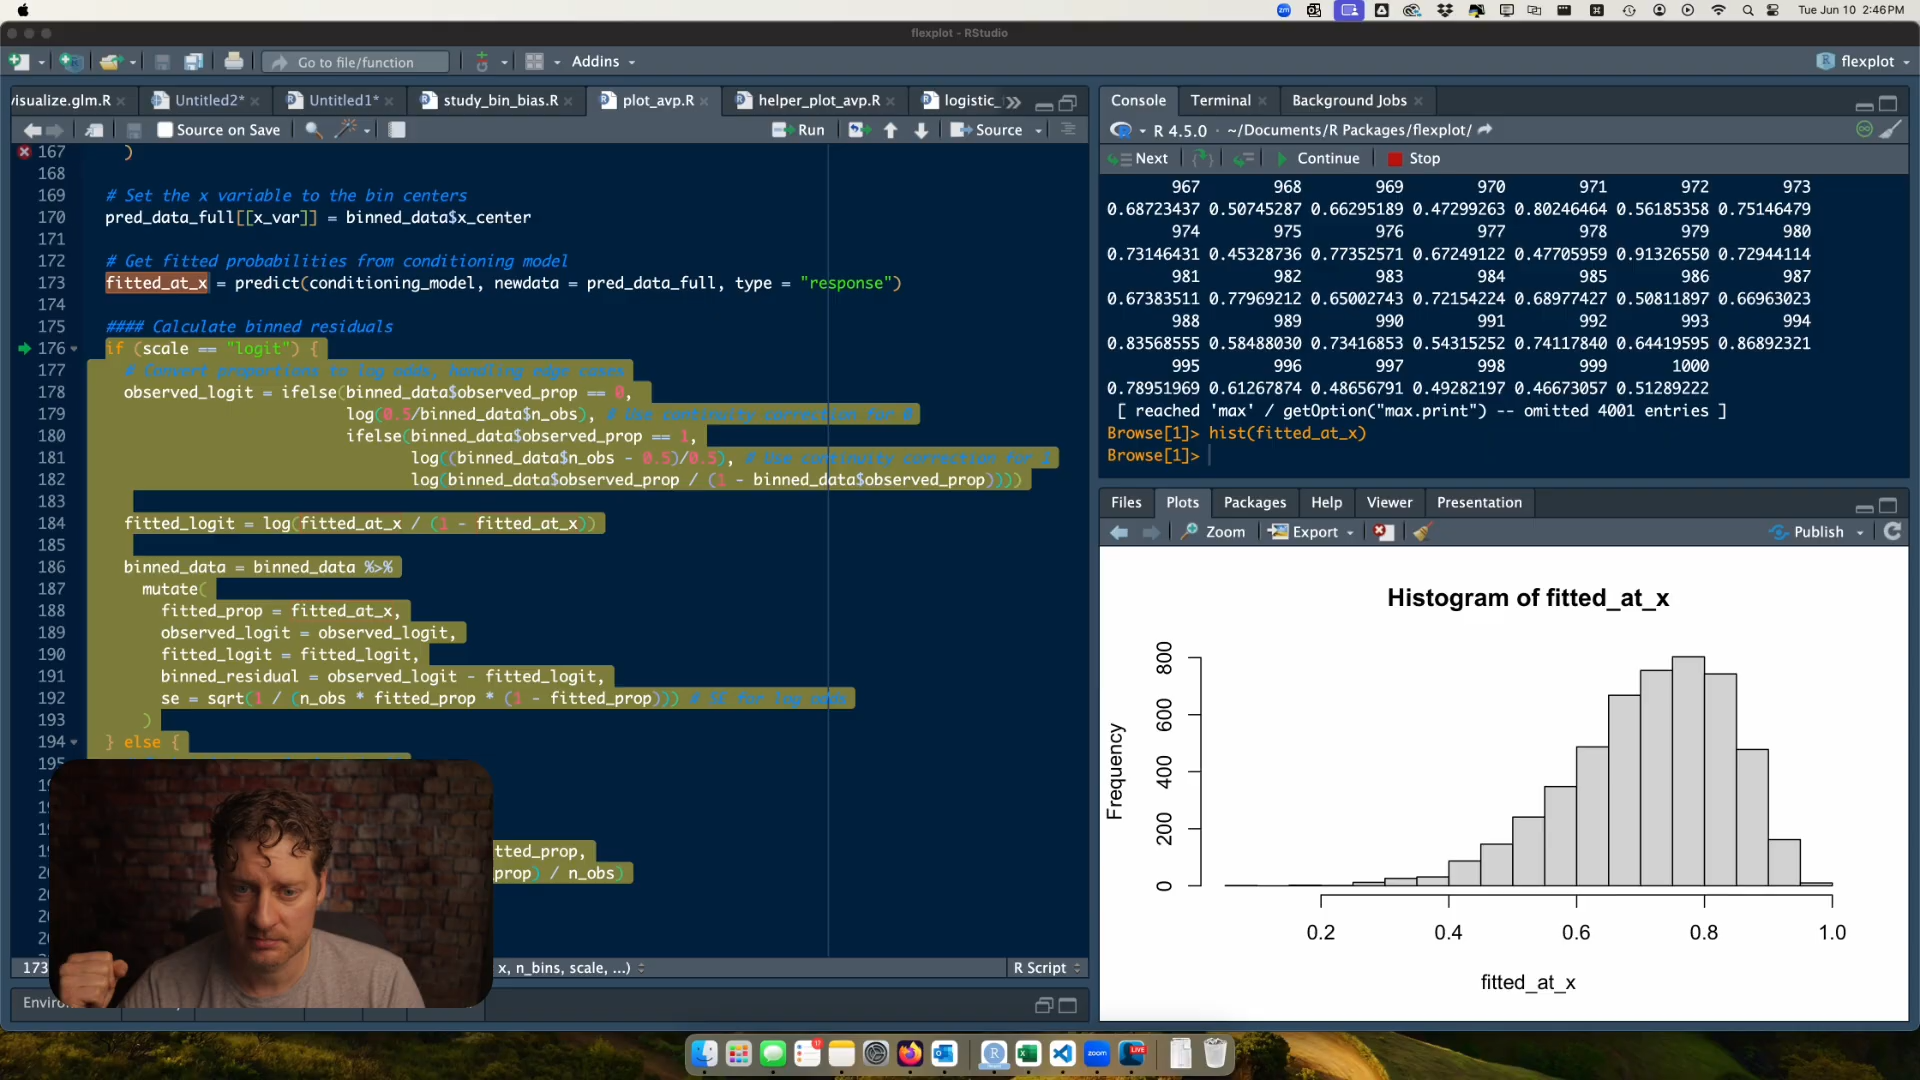 Tue Jun 10 2:46PM
flexplot - RStudio
Go to file/function
Addins
flexplot
visualize.glm.R
Untitled2*
Untitled1*
study_bin_bias.R
plot_avp.R
helper_plot_avp.R
logistic_
Source on Save
Run
Source
167 )
168
169 # Set the x variable to the bin centers
170 pred_data_full[[x_var]] = binned_data$x_center
171
172 # Get fitted probabilities from conditioning model
173 fitted_at_x = predict(conditioning_model, newdata = pred_data_full, type = "response")
174
175 #### Calculate binned residuals
176 if (scale == "logit") {
177 # Convert proportions to log odds, handling edge cases
178 observed_logit = ifelse(binned_data$observed_prop == 0,
179 log(0.5/binned_data$n_obs), # Use continuity correction for 0
180 ifelse(binned_data$observed_prop == 1,
181 log((binned_data$n_obs - 0.5)/0.5), # Use continuity correction for 1
182 log(binned_data$observed_prop / (1 - binned_data$observed_prop))))
183
184 fitted_logit = log(fitted_at_x / (1 - fitted_at_x))
185
186 binned_data = binned_data %>%
187 mutate(
188 fitted_prop = fitted_at_x,
189 observed_logit = observed_logit,
190 fitted_logit = fitted_logit,
191 binned_residual = observed_logit - fitted_logit,
192 se = sqrt(1 / (n_obs * fitted_prop * (1 - fitted_prop))) # SE for log odds
193 )
194 } else {
195
tted_prop,
prop) / n_obs)
173
x, n_bins, scale, ...)
R Script
Enviro
Console
Terminal
Background Jobs
R 4.5.0 · ~/Documents/R Packages/flexplot/
Next
Continue
Stop
967 968 969 970 971 972 973
0.68723437 0.50745287 0.66295189 0.47299263 0.80246464 0.56185358 0.75146479
974 975 976 977 978 979 980
0.73146431 0.45328736 0.77352571 0.67249122 0.47705959 0.91326550 0.72944114
981 982 983 984 985 986 987
0.67383511 0.77969212 0.65002743 0.72154224 0.68977427 0.50811897 0.66963023
988 989 990 991 992 993 994
0.83568555 0.58488030 0.73416853 0.54315252 0.74117840 0.64419595 0.86892321
995 996 997 998 999 1000
0.78951969 0.61267874 0.48656791 0.49282197 0.46673057 0.51289222
[ reached 'max' / getOption("max.print") -- omitted 4001 entries ]
Browse[1]> hist(fitted_at_x)
Browse[1]>
Files
Plots
Packages
Help
Viewer
Presentation
Zoom
Export
Publish
Histogram of fitted_at_x
Frequency
800
600
400
200
0
0.2 0.4 0.6 0.8 1.0
fitted_at_x
zoom
LIVE